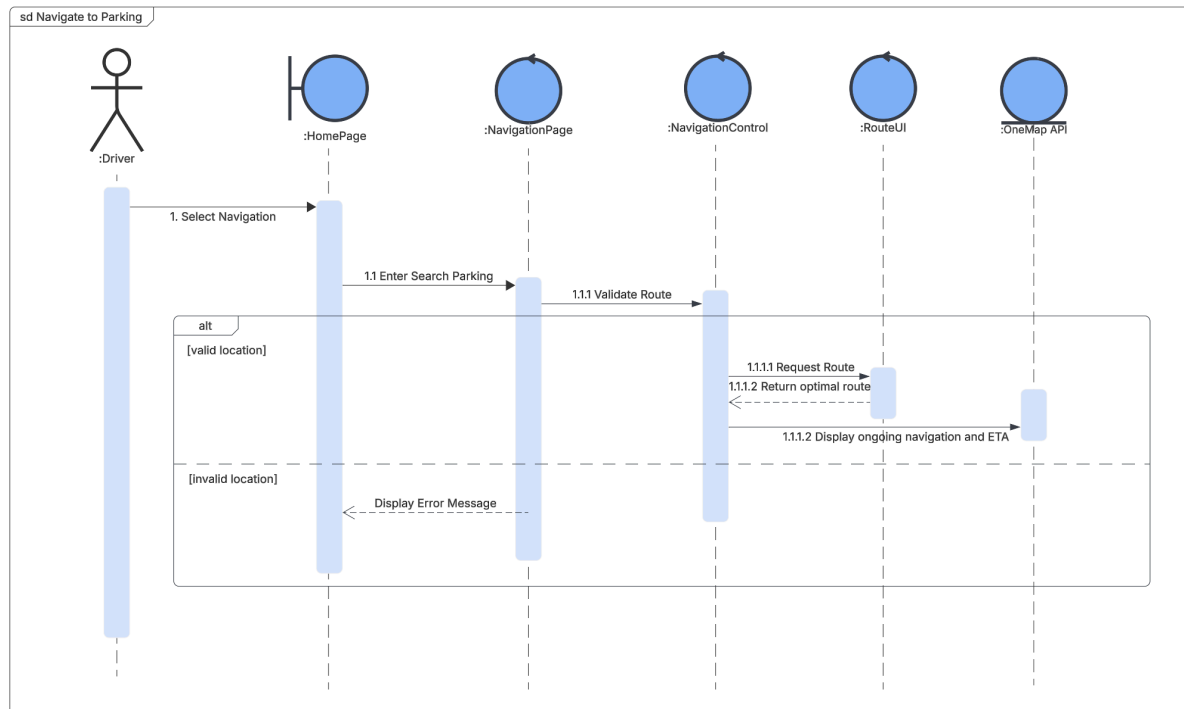 sd Navigate to Parking
:Driver
:HomePage
:NavigationPage
:NavigationControl
:RouteUI
:OneMap API
1. Select Navigation
1.1 Enter Search Parking
1.1.1 Validate Route
alt
[valid location]
1.1.1.1 Request Route
1.1.1.2 Return optimal route
1.1.1.2 Display ongoing navigation and ETA
[invalid location]
Display Error Message